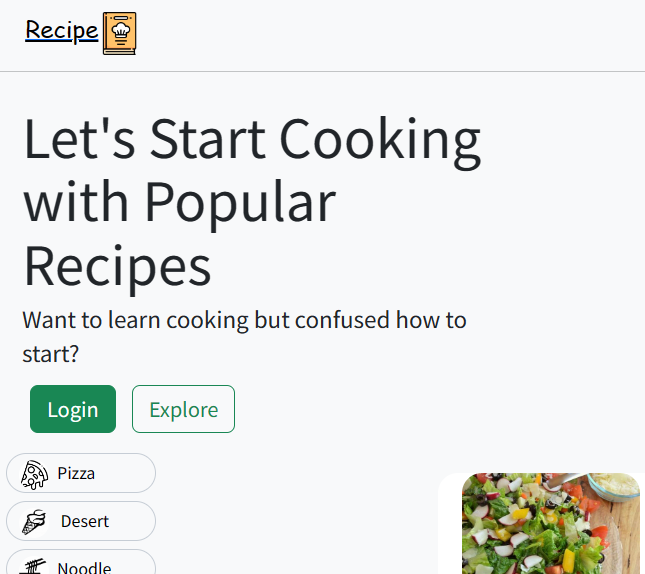 Recipe
Let's Start Cooking
with Popular
Recipes
Want to learn cooking but confused how to
start?
Login
Explore
Pizza
Desert
Noodle